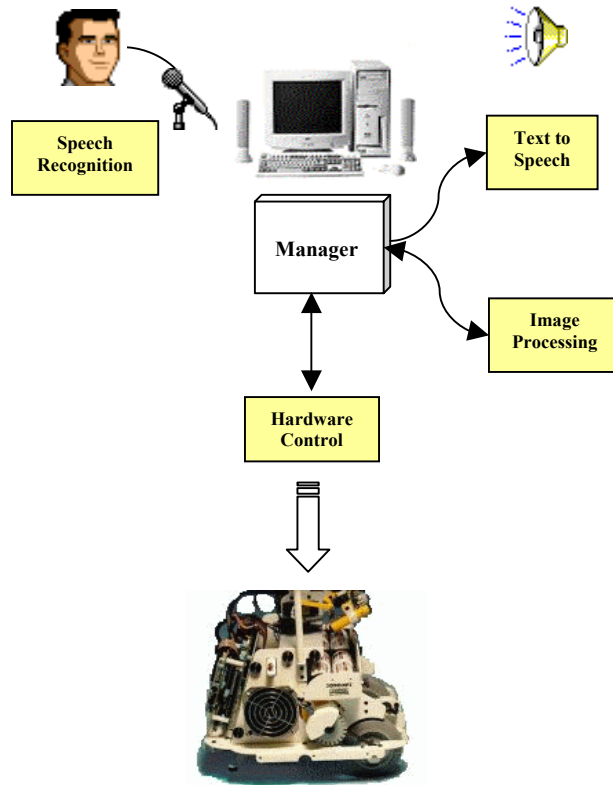 Speech
Recognition
Text to
Speech
Manager
Image
Processing
Hardware
Control